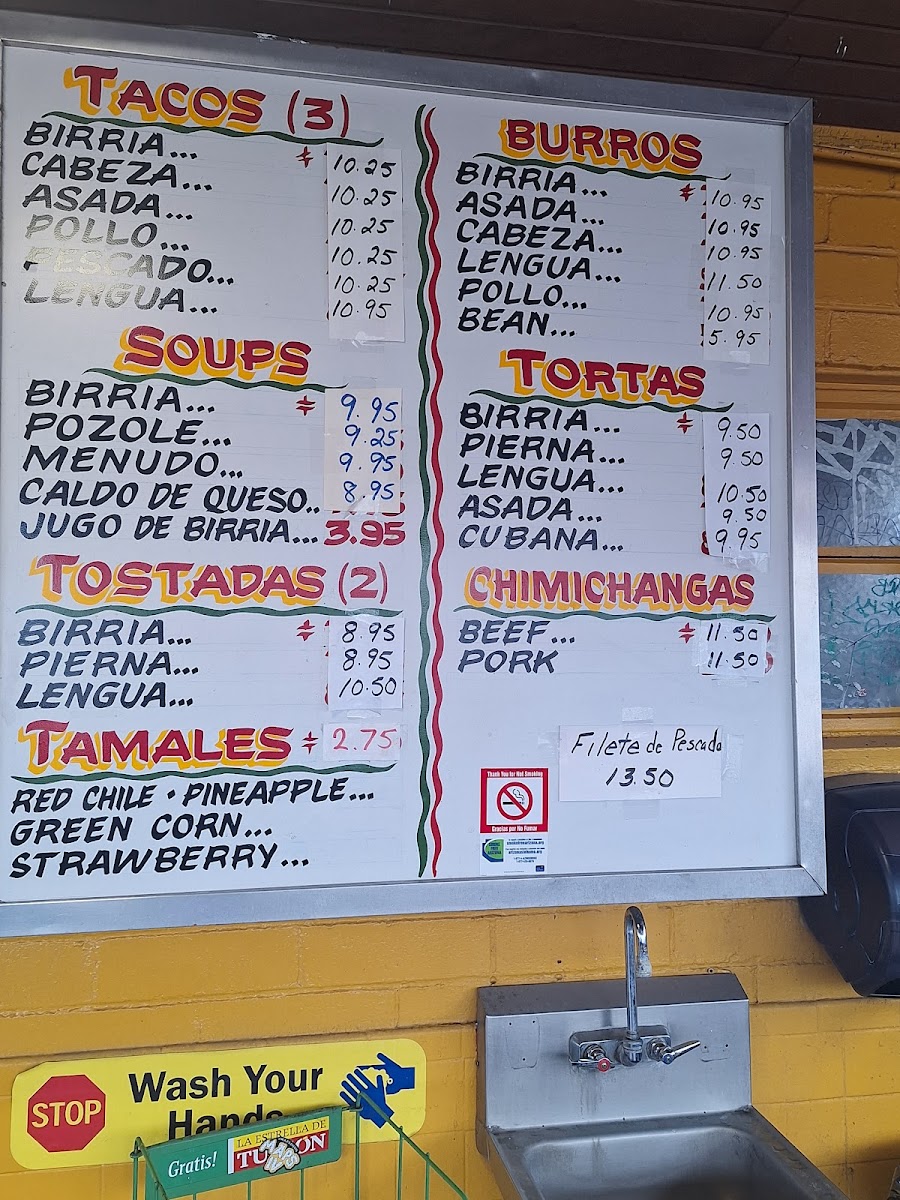 TACOS (3)
BIRRIA... $ 10.25
CABEZA... 10.25
ASADA... 10.25
POLLO... 10.25
PESCADO... 10.25
LENGUA... 10.95
SOUPS
BIRRIA... $ 9.95
POZOLE... 9.25
MENUDO... 9.95
CALDO DE QUESO.. 8.95
JUGO DE BIRRIA... 3.95
TOSTADAS (2)
BIRRIA... $ 8.95
PIERNA... 8.95
LENGUA... 10.50
TAMALES $ 2.75
RED CHILE • PINEAPPLE...
GREEN CORN...
STRAWBERRY...
BURROS
BIRRIA... $ 10.95
ASADA... 10.95
CABEZA... 10.95
LENGUA... 11.50
POLLO... 10.95
BEAN... 5.95
TORTAS
BIRRIA... $ 9.50
PIERNA... 9.50
LENGUA... 10.50
ASADA... 9.50
CUBANA... 9.95
CHIMICHANGAS
BEEF... $ 11.50
PORK 11.50
Filete de Pescado
13.50
Thank You for Not Smoking
Gracias por No Fumar
STOP
Wash Your
Hands
Gratis!
LA ESTRELLA DE